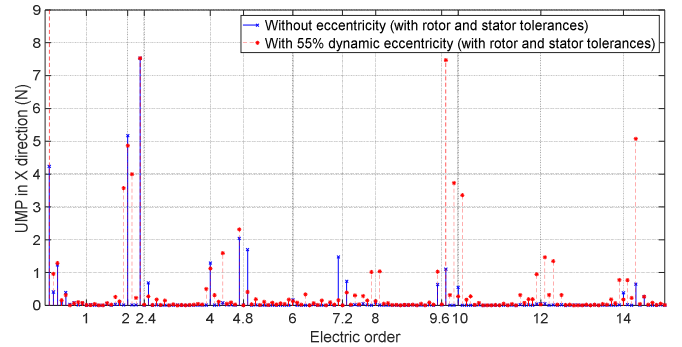 9
8
7
6
5
4
3
2
1
0
UMP in X direction (N)
Without eccentricity (with rotor and stator tolerances)
With 55% dynamic eccentricity (with rotor and stator tolerances)
1 2 2.4 4 4.8 6 7.2 8 9.6 10 12 14
Electric order